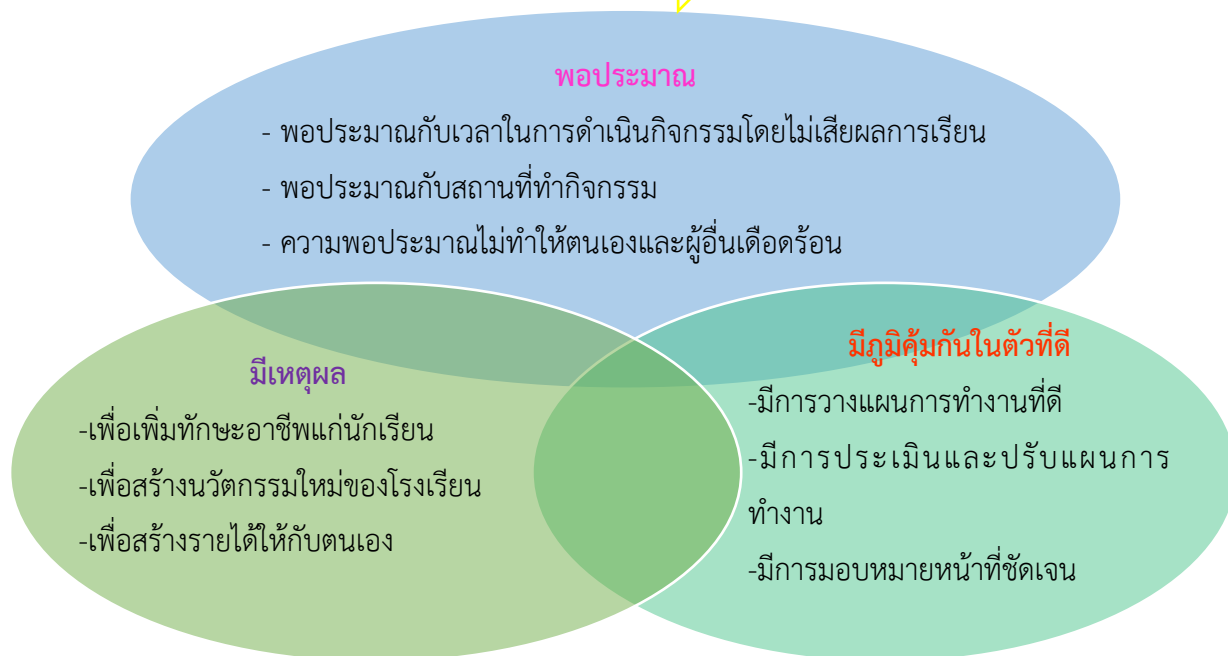 พอประมาณ
- พอประมาณกับเวลาในการดำเนินกิจกรรมโดยไม่เสียผลการเรียน
- พอประมาณกับสถานที่ทำกิจกรรม
- ความพอประมาณไม่ทำให้ตนเองและผู้อื่นเดือดร้อน
มีเหตุผล
-เพื่อเพิ่มทักษะอาชีพแก่นักเรียน
-เพื่อสร้างนวัตกรรมใหม่ของโรงเรียน
-เพื่อสร้างรายได้ให้กับตนเอง
มีภูมิคุ้มกันในตัวที่ดี
-มีการวางแผนการทำงานที่ดี
-มีการประเมินและปรับแผนการ
ทำงาน
-มีการมอบหมายหน้าที่ชัดเจน